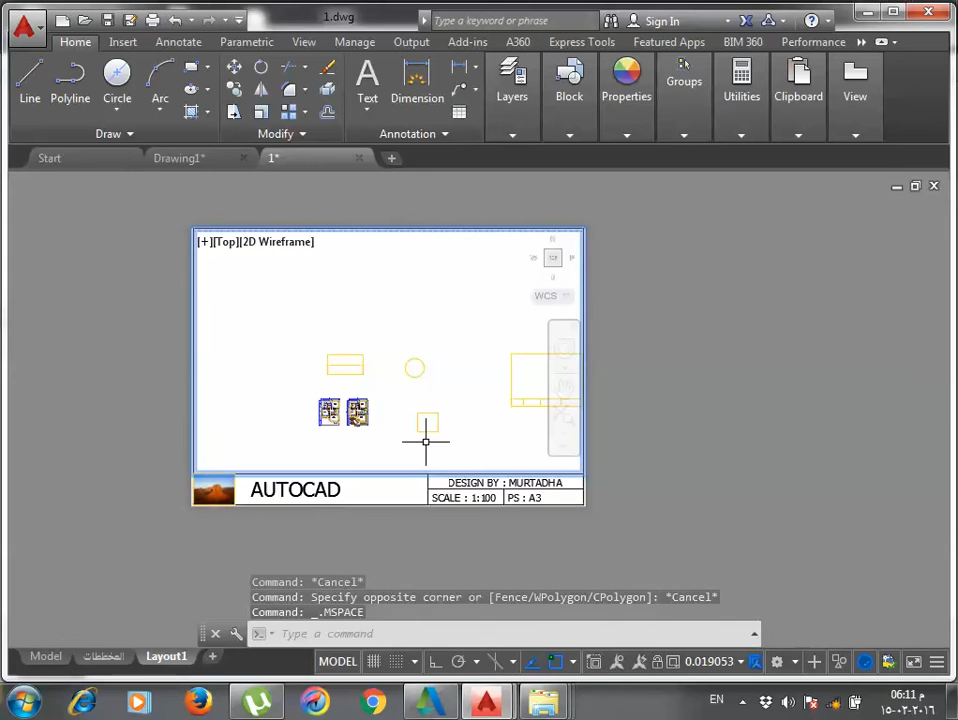 1.dwg
Type a keyword or phrase
Sign In
Home Insert Annotate Parametric View Manage Output Add-ins A360 Express Tools Featured Apps BIM 360 Performance
Line Polyline Circle Arc Text Dimension Layers Block Properties Groups Utilities Clipboard View
Draw Modify Annotation
Start Drawing1* 1*
[+][Top][2D Wireframe]
WCS
AUTOCAD
DESIGN BY : MURTADHA
SCALE : 1:100 PS : A3
Command: *Cancel*
Command: Specify opposite corner or [Fence/WPolygon/CPolygon]: *Cancel*
Command: _.MSPACE
Type a command
Model المخططات Layout1
MODEL 0.019053
EN
06:11 م
٢٠١٦-٠٢-١٥